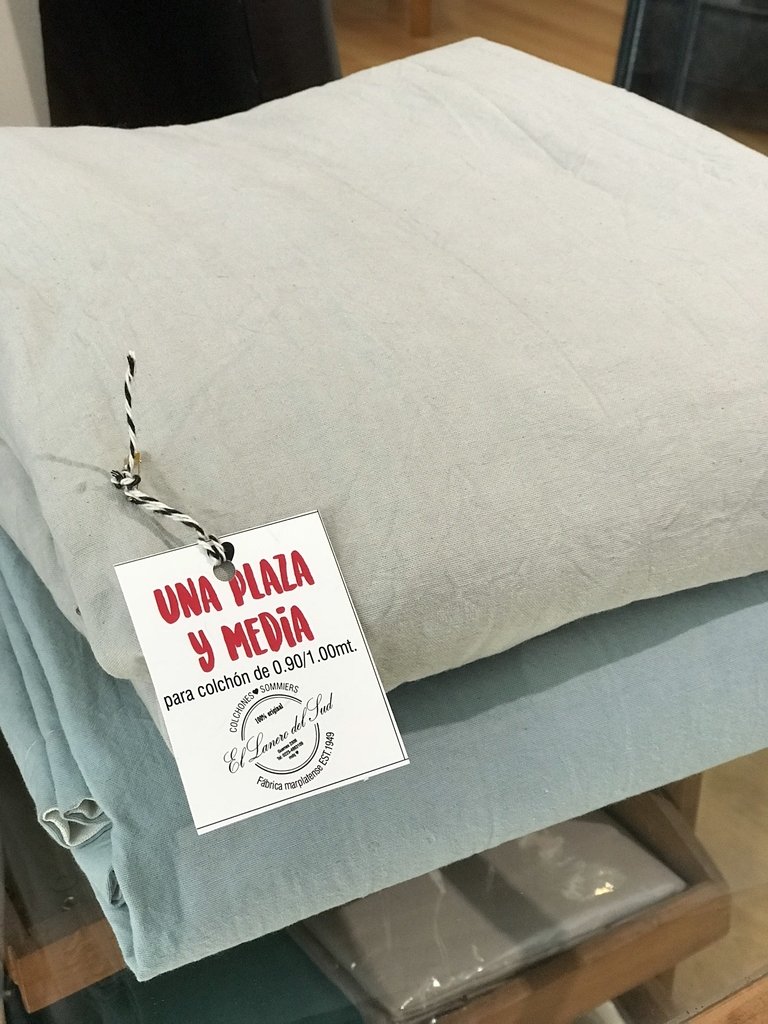 UNA PLAZA
Y MEDIA
para colchón de 0.90/1.00mt.
COLCHONES♥SOMMIERS
100% original
El Lanero del Sud
Fábrica marplatense EST.1949